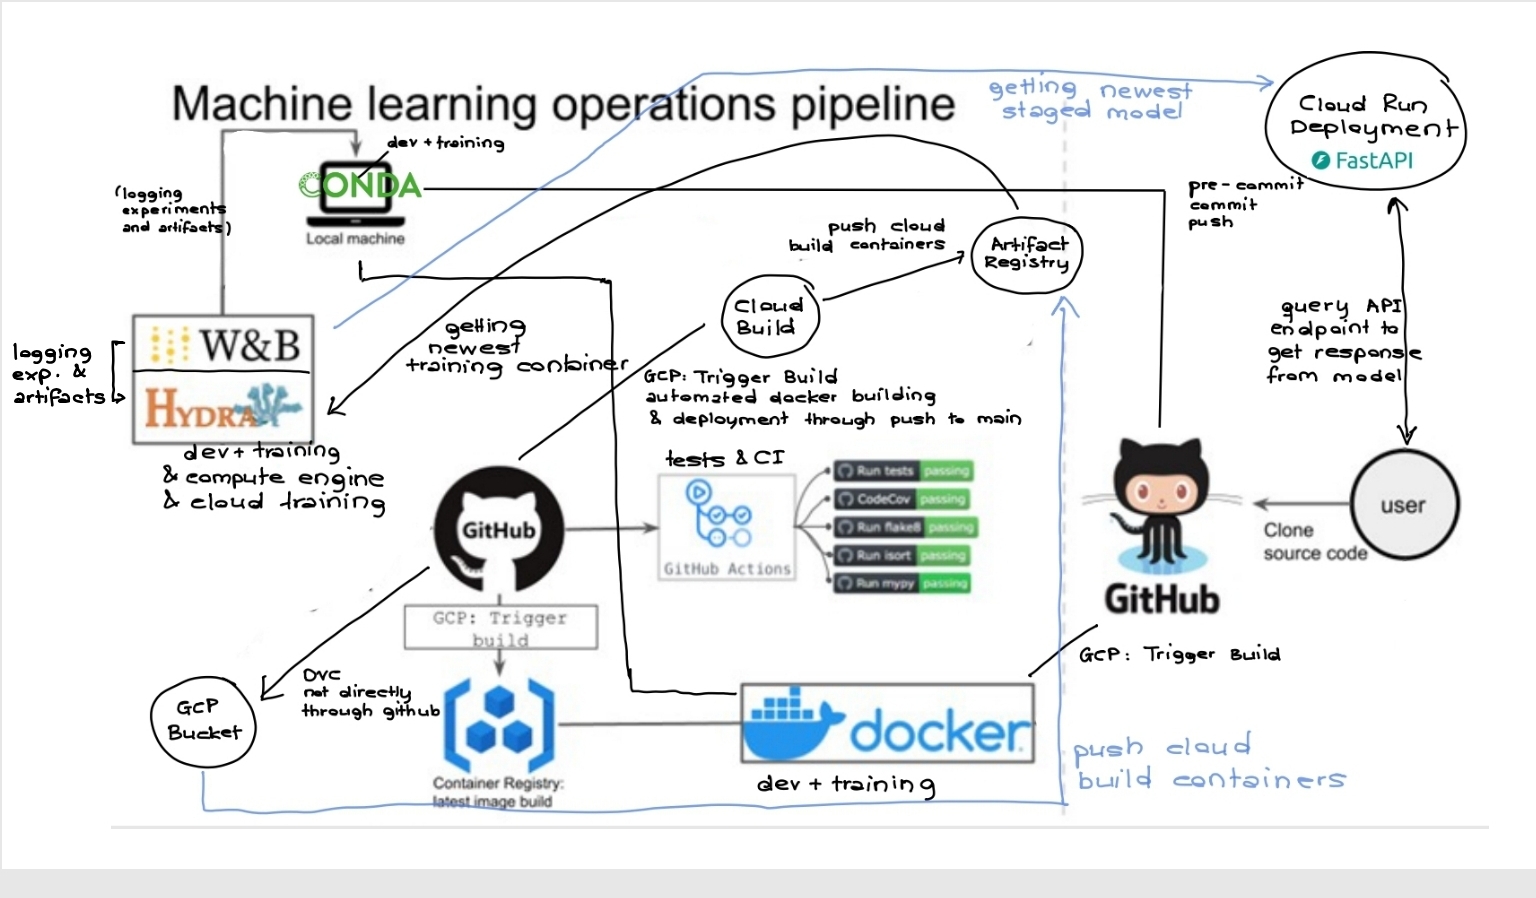 Machine learning operations pipeline
getting newest
staged model
Cloud Run
Deployment
FastAPI
dev + training
CONDA
Local machine
(logging
experiments
and artifacts)
pre-commit
commit
push
push cloud
build containers
Artifact
Registry
Cloud
Build
W&B
HYDRA
logging
exp. &
artifacts
getting
newest
training container
query API
endpoint to
get response
from model
GCP: Trigger Build
automated docker building
& deployment through push to main
dev + training
& compute engine
& cloud training
tests & CI
GitHub
GitHub Actions
Run tests passing
CodeCov passing
Run flake8 passing
Run isort passing
Run mypy passing
GitHub
Clone
source code
user
GCP: Trigger
build
GCP: Trigger Build
DVC
not directly
through github
GCP
Bucket
docker
dev + training
Container Registry:
latest image build
push cloud
build containers